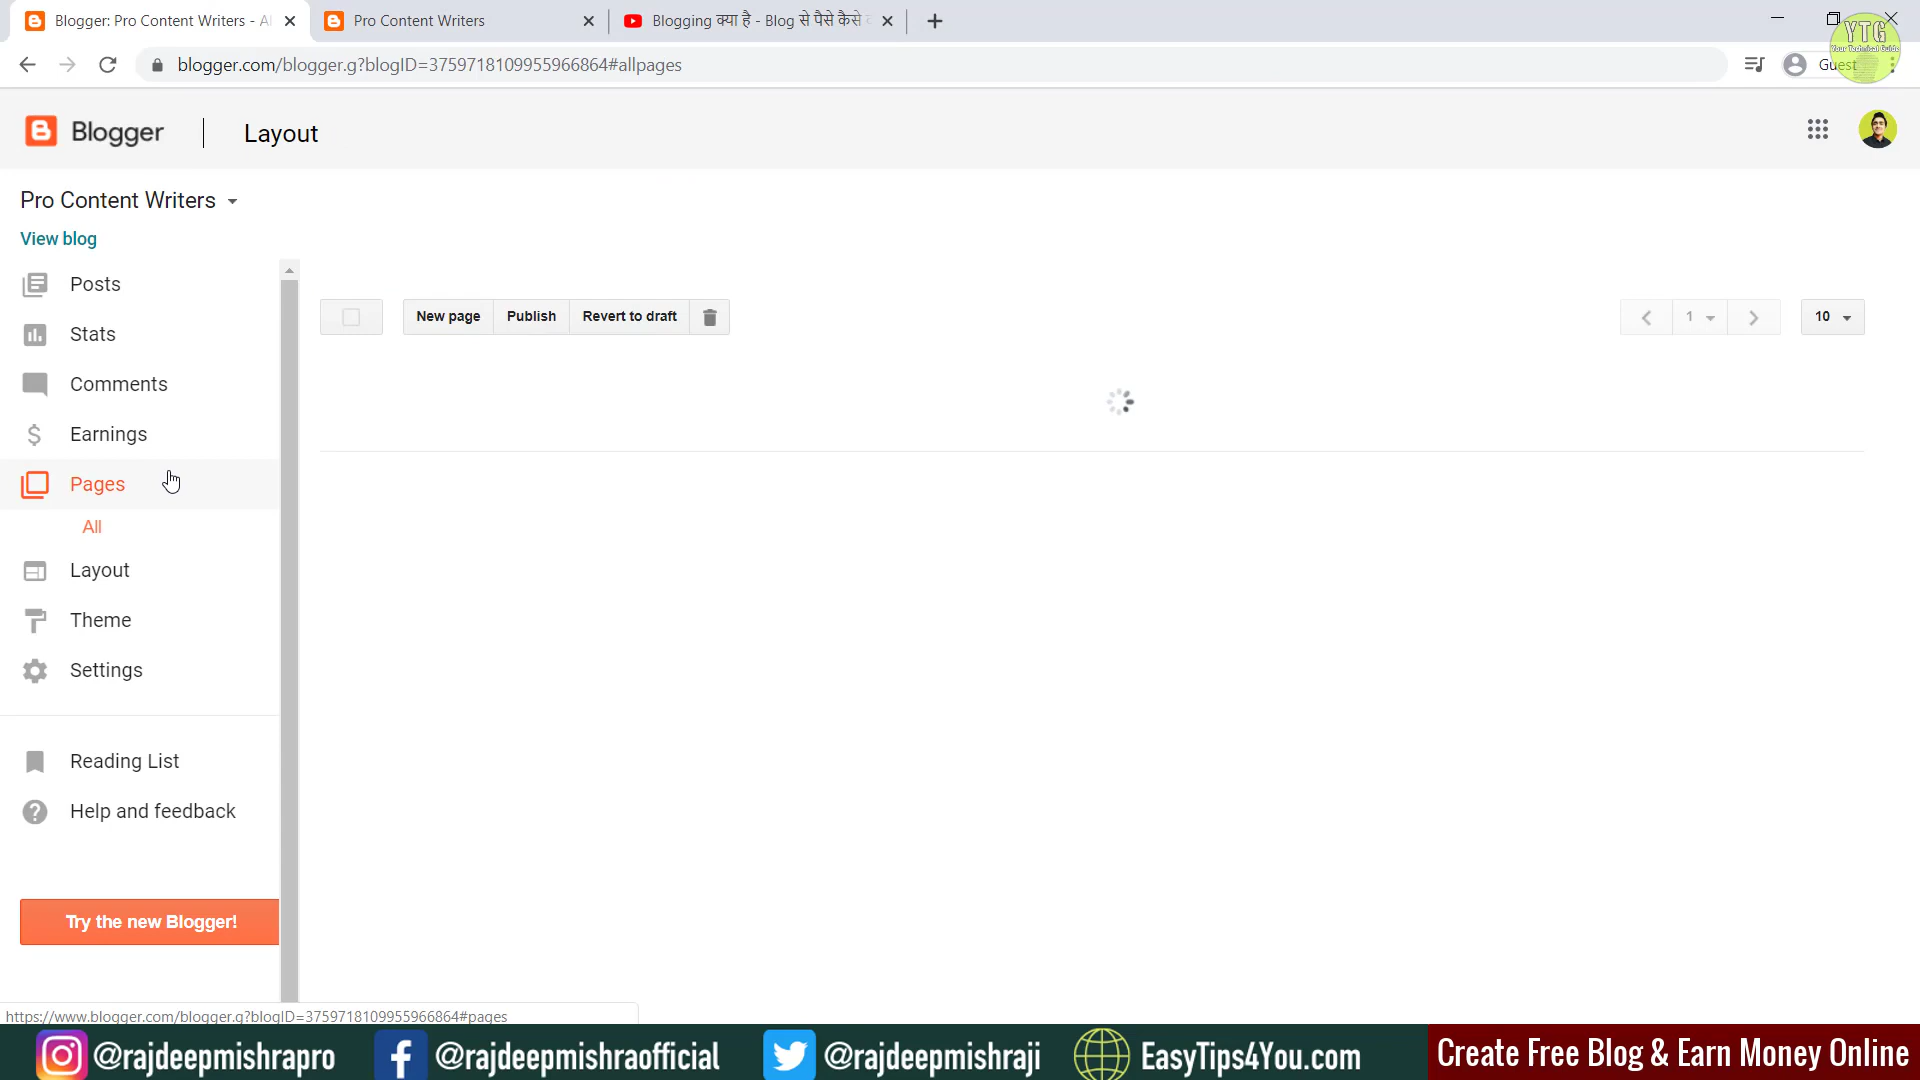 Blogger: Pro Content Writers - Al
Pro Content Writers
Blogging क्या है - Blog से पैसे कैसे
blogger.com/blogger.g?blogID=3759718109955966864#allpages
Guest
YTG
Your Technical Guide
Blogger
Layout
Pro Content Writers
View blog
Posts
Stats
Comments
Earnings
Pages
All
Layout
Theme
Settings
Reading List
Help and feedback
Try the new Blogger!
New page
Publish
Revert to draft
1
10
https://www.blogger.com/blogger.g?blogID=3759718109955966864#pages
@rajdeepmishrapro
@rajdeepmishraofficial
@rajdeepmishraji
EasyTips4You.com
Create Free Blog & Earn Money Online